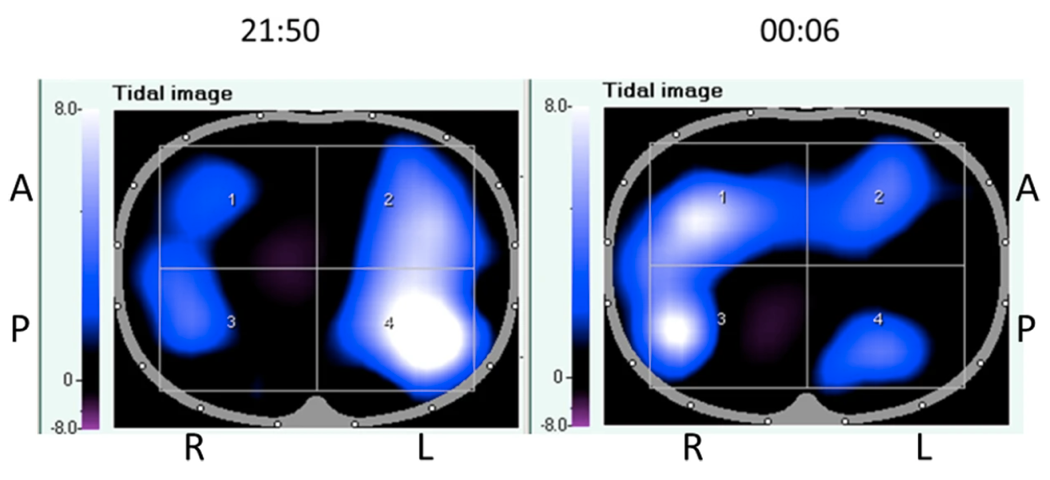 21:50
00:06
Tidal image
Tidal image
8.0-
8.0-
A
1
2
1
2
A
P
3
4
3
4
P
0-
0-
-8.0-
-8.0-
R
L
R
L